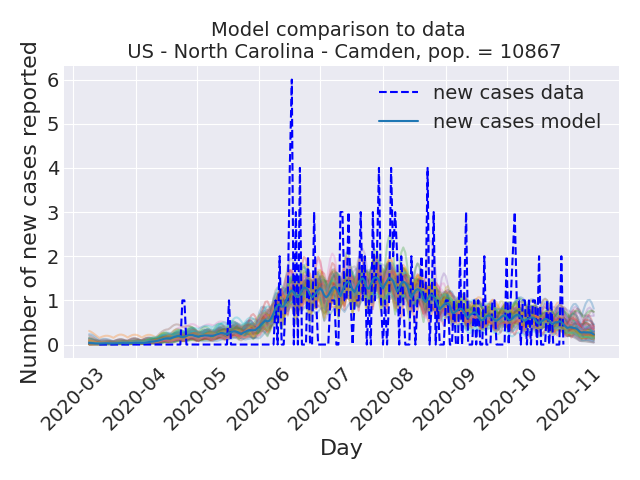 Model comparison to data
US - North Carolina - Camden, pop. = 10867
Number of new cases reported
6
5
4
3
2
1
0
new cases data
new cases model
2020-03
2020-04
2020-05
2020-06
2020-07
2020-08
2020-09
2020-10
2020-11
Day